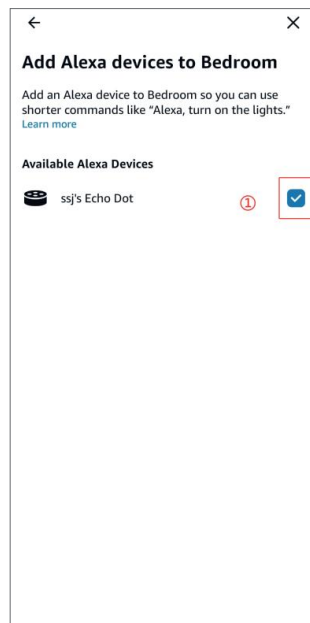 Add Alexa devices to Bedroom
Add an Alexa device to Bedroom so you can use
shorter commands like “Alexa, turn on the lights.”
Learn more
Available Alexa Devices
ssj's Echo Dot
①